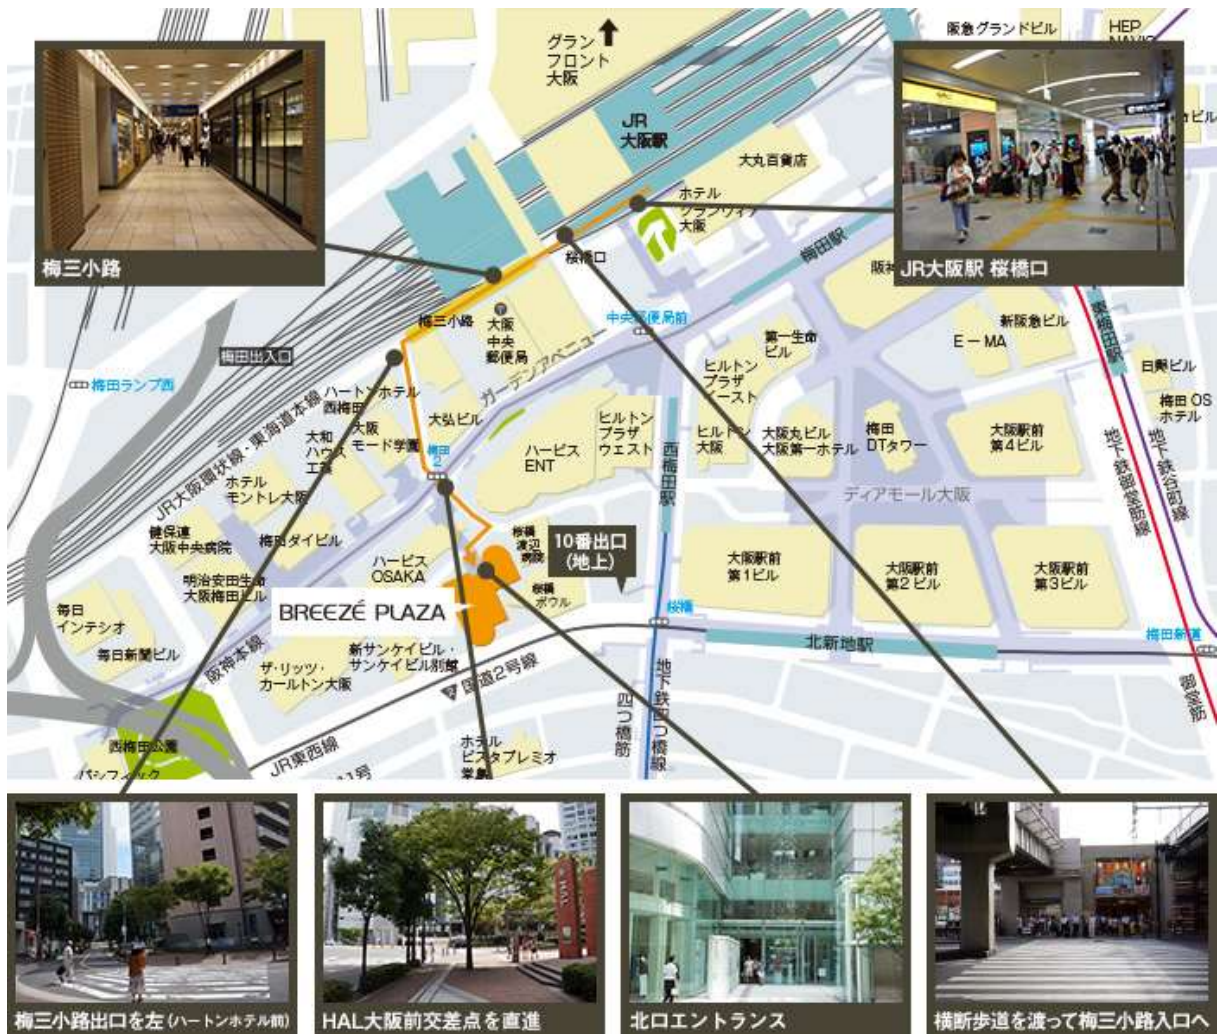 グラン
フロント
大阪
阪急グランドビル
HEP
JR
大阪駅
大丸百貨店
ホテル
大阪
梅田駅
桜橋口
梅三小路
JR大阪駅 桜橋口
梅三小路
大阪
中央
郵便局
中央郵便局前
第一生命
ビル
新阪急ビル
E－MA
東梅田駅
日野ビル
梅田OS
ホテル
梅田出入口
梅田ランプ西
ガーデンアベニュー
ヒルトン
プラザ
イースト
ハートンホテル
西梅田
大弘ビル
大阪
モード学園
大和
ハウス
JR大阪環状線・東海道本線
梅田
2
ハービス
ENT
ヒルトン
プラザ
ウエスト
西梅田駅
ヒルトン
大阪
大阪丸ビル
大阪第一ホテル
梅田
DTタワー
大阪駅前
第4ビル
地下鉄御堂筋線
地下鉄谷町線
ディアモール大阪
ホテル
モントレ大阪
健保連
大阪中央病院
梅田ダイビル
ハービス
OSAKA
桜橋
渡辺
病院
10番出口
(地上)
大阪駅前
第1ビル
大阪駅前
第2ビル
大阪駅前
第3ビル
明治安田生命
大阪梅田ビル
桜橋
ボウル
毎日
インテシオ
BREEZÉ PLAZA
桜橋
北新地駅
梅田新道
毎日新聞ビル
阪神本線
新サンケイビル・
サンケイビル別館
ザ・リッツ・
カールトン大阪
国道2号線
四つ橋筋
地下鉄四つ橋線
御堂筋
西梅田公園
JR東西線
ホテル
ビスタプレミオ
堂島
パシフィック
梅三小路出口を左(ハートンホテル前)
HAL
HAL大阪前交差点を直進
北口エントランス
横断歩道を渡って梅三小路入口へ